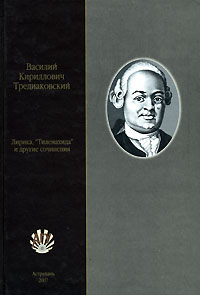 Василий
Кириллович
Тредиаковский
Лирика, "Тилемахида"
и другие сочинения
Астрахань
2007